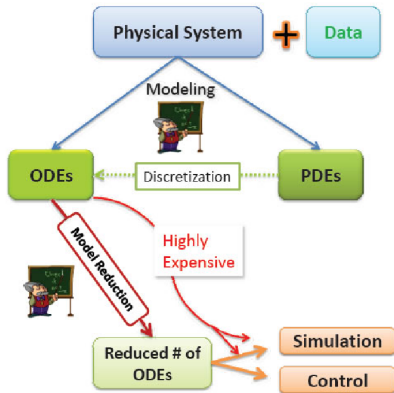 Physical System
+
Data
Modeling
ODEs
Discretization
PDEs
Model Reduction
Highly
Expensive
Reduced # of
ODEs
Simulation
Control